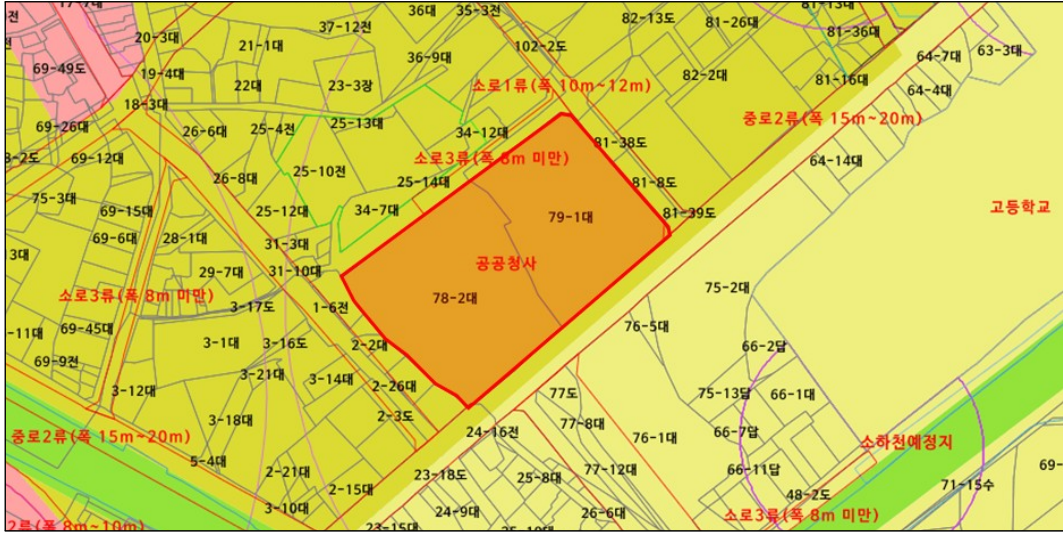 36대
35-3전
82-13도
81-26대
81-13대
37-12전
81-36대
20-3대
21-1대
102-2도
64-7대
63-3대
36-9대
69-49도
19-4대
82-2대
81-16대
22대
23-3장
소로1류(폭 10m~12m)
64-4대
18-3대
중로2류(폭 15m~20m)
69-26대
26-6대
25-4전
25-13대
34-12대
81-38도
69-12대
소로3류(폭 8m 미만)
64-14대
25-10전
26-8대
25-14대
81-8도
75-3대
69-15대
25-12대
34-7대
79-1대
81-39도
고등학교
69-6대
28-1대
31-3대
3대
공공청사
29-7대
31-10대
75-2대
소로3류(폭 8m 미만)
78-2대
3-17도
1-6전
-11대
69-45대
76-5대
3-1대
3-16도
2-2대
66-2답
69-9전
3-21대
3-14대
3-12대
2-26대
77도
75-13답
66-1대
3-18대
2-3도
77-8대
중로2류(폭 15m~20m)
24-16전
76-1대
66-7답
소하천예정지
5-4대
2-21대
23-18도
25-8대
77-12대
66-11답
69-
2-15대
48-2도
71-15수
3-10대
24-9대
26-6대
소로3류(폭 8m 미만)
2류(폭 8m~10m)
23-15대